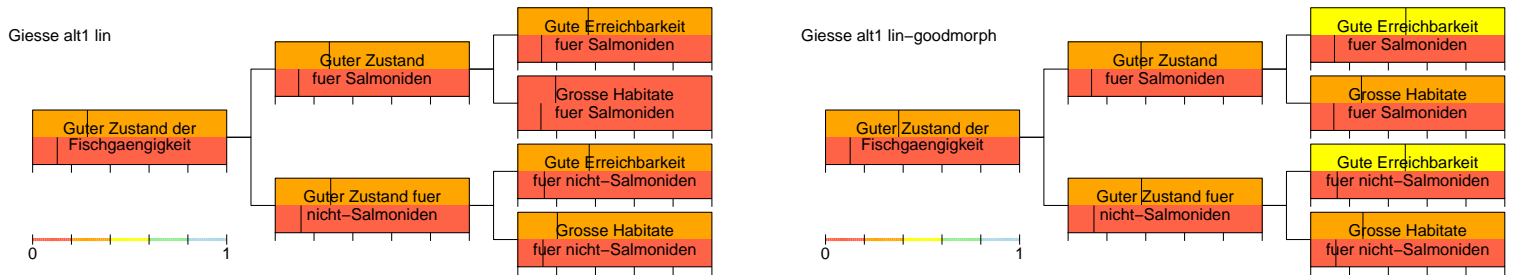 Giesse alt1 lin
Gute Erreichbarkeit
fuer Salmoniden
Guter Zustand
fuer Salmoniden
Grosse Habitate
fuer Salmoniden
Guter Zustand der
Fischgaengigkeit
Gute Erreichbarkeit
fuer nicht−Salmoniden
Guter Zustand fuer
nicht−Salmoniden
Grosse Habitate
fuer nicht−Salmoniden
0
1
Giesse alt1 lin−goodmorph
Gute Erreichbarkeit
fuer Salmoniden
Guter Zustand
fuer Salmoniden
Grosse Habitate
fuer Salmoniden
Guter Zustand der
Fischgaengigkeit
Gute Erreichbarkeit
fuer nicht−Salmoniden
Guter Zustand fuer
nicht−Salmoniden
Grosse Habitate
fuer nicht−Salmoniden
0
1